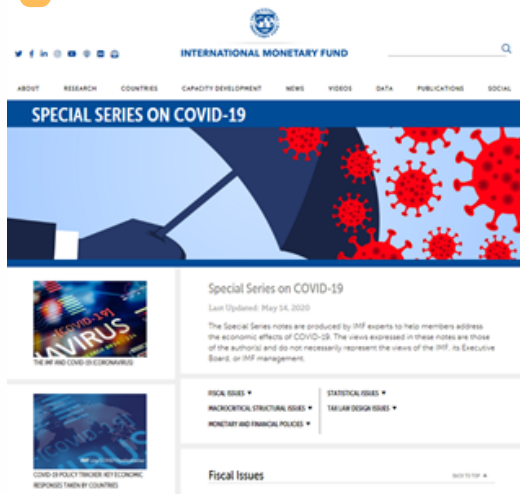 INTERNATIONAL MONETARY FUND
ABOUT RESEARCH COUNTRIES CAPACITY DEVELOPMENT NEWS VIDEOS DATA PUBLICATIONS SOCIAL
SPECIAL SERIES ON COVID-19
[COVID-19]
VIRUS
THE IMF AND COVID-19 (CORONAVIRUS)
Special Series on COVID-19
Last Updated: May 14, 2020
The Special Series notes are produced by IMF experts to help members address
the economic effects of COVID-19. The views expressed in these notes are those
of the author(s) and do not necessarily represent the views of the IMF, its Executive
Board, or IMF management.
FISCAL ISSUES ▼ STATISTICAL ISSUES ▼
MACROCRITICAL STRUCTURAL ISSUES ▼ TAX LAW DESIGN ISSUES ▼
MONETARY AND FINANCIAL POLICIES ▼
COVID-19 POLICY TRACKER: KEY ECONOMIC
RESPONSES TAKEN BY COUNTRIES
Fiscal Issues BACK TO TOP ▲